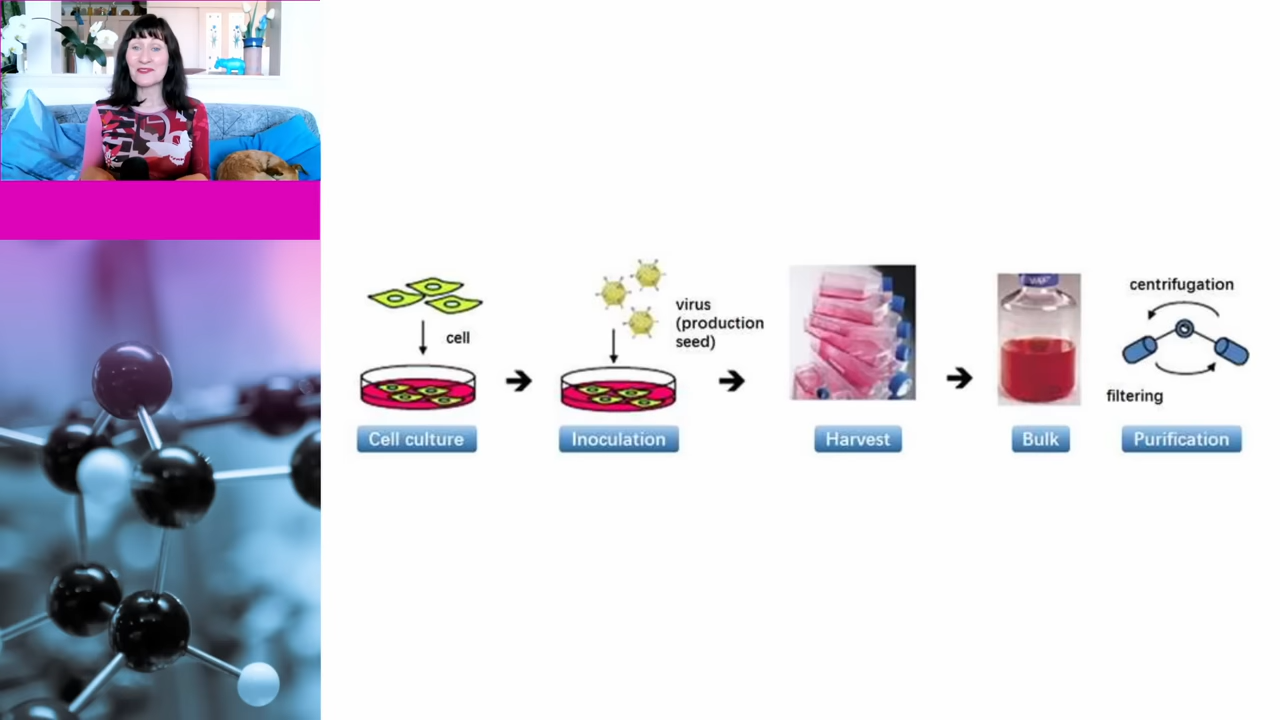 cell
virus
(production
seed)
centrifugation
filtering
Cell culture
Inoculation
Harvest
Bulk
Purification